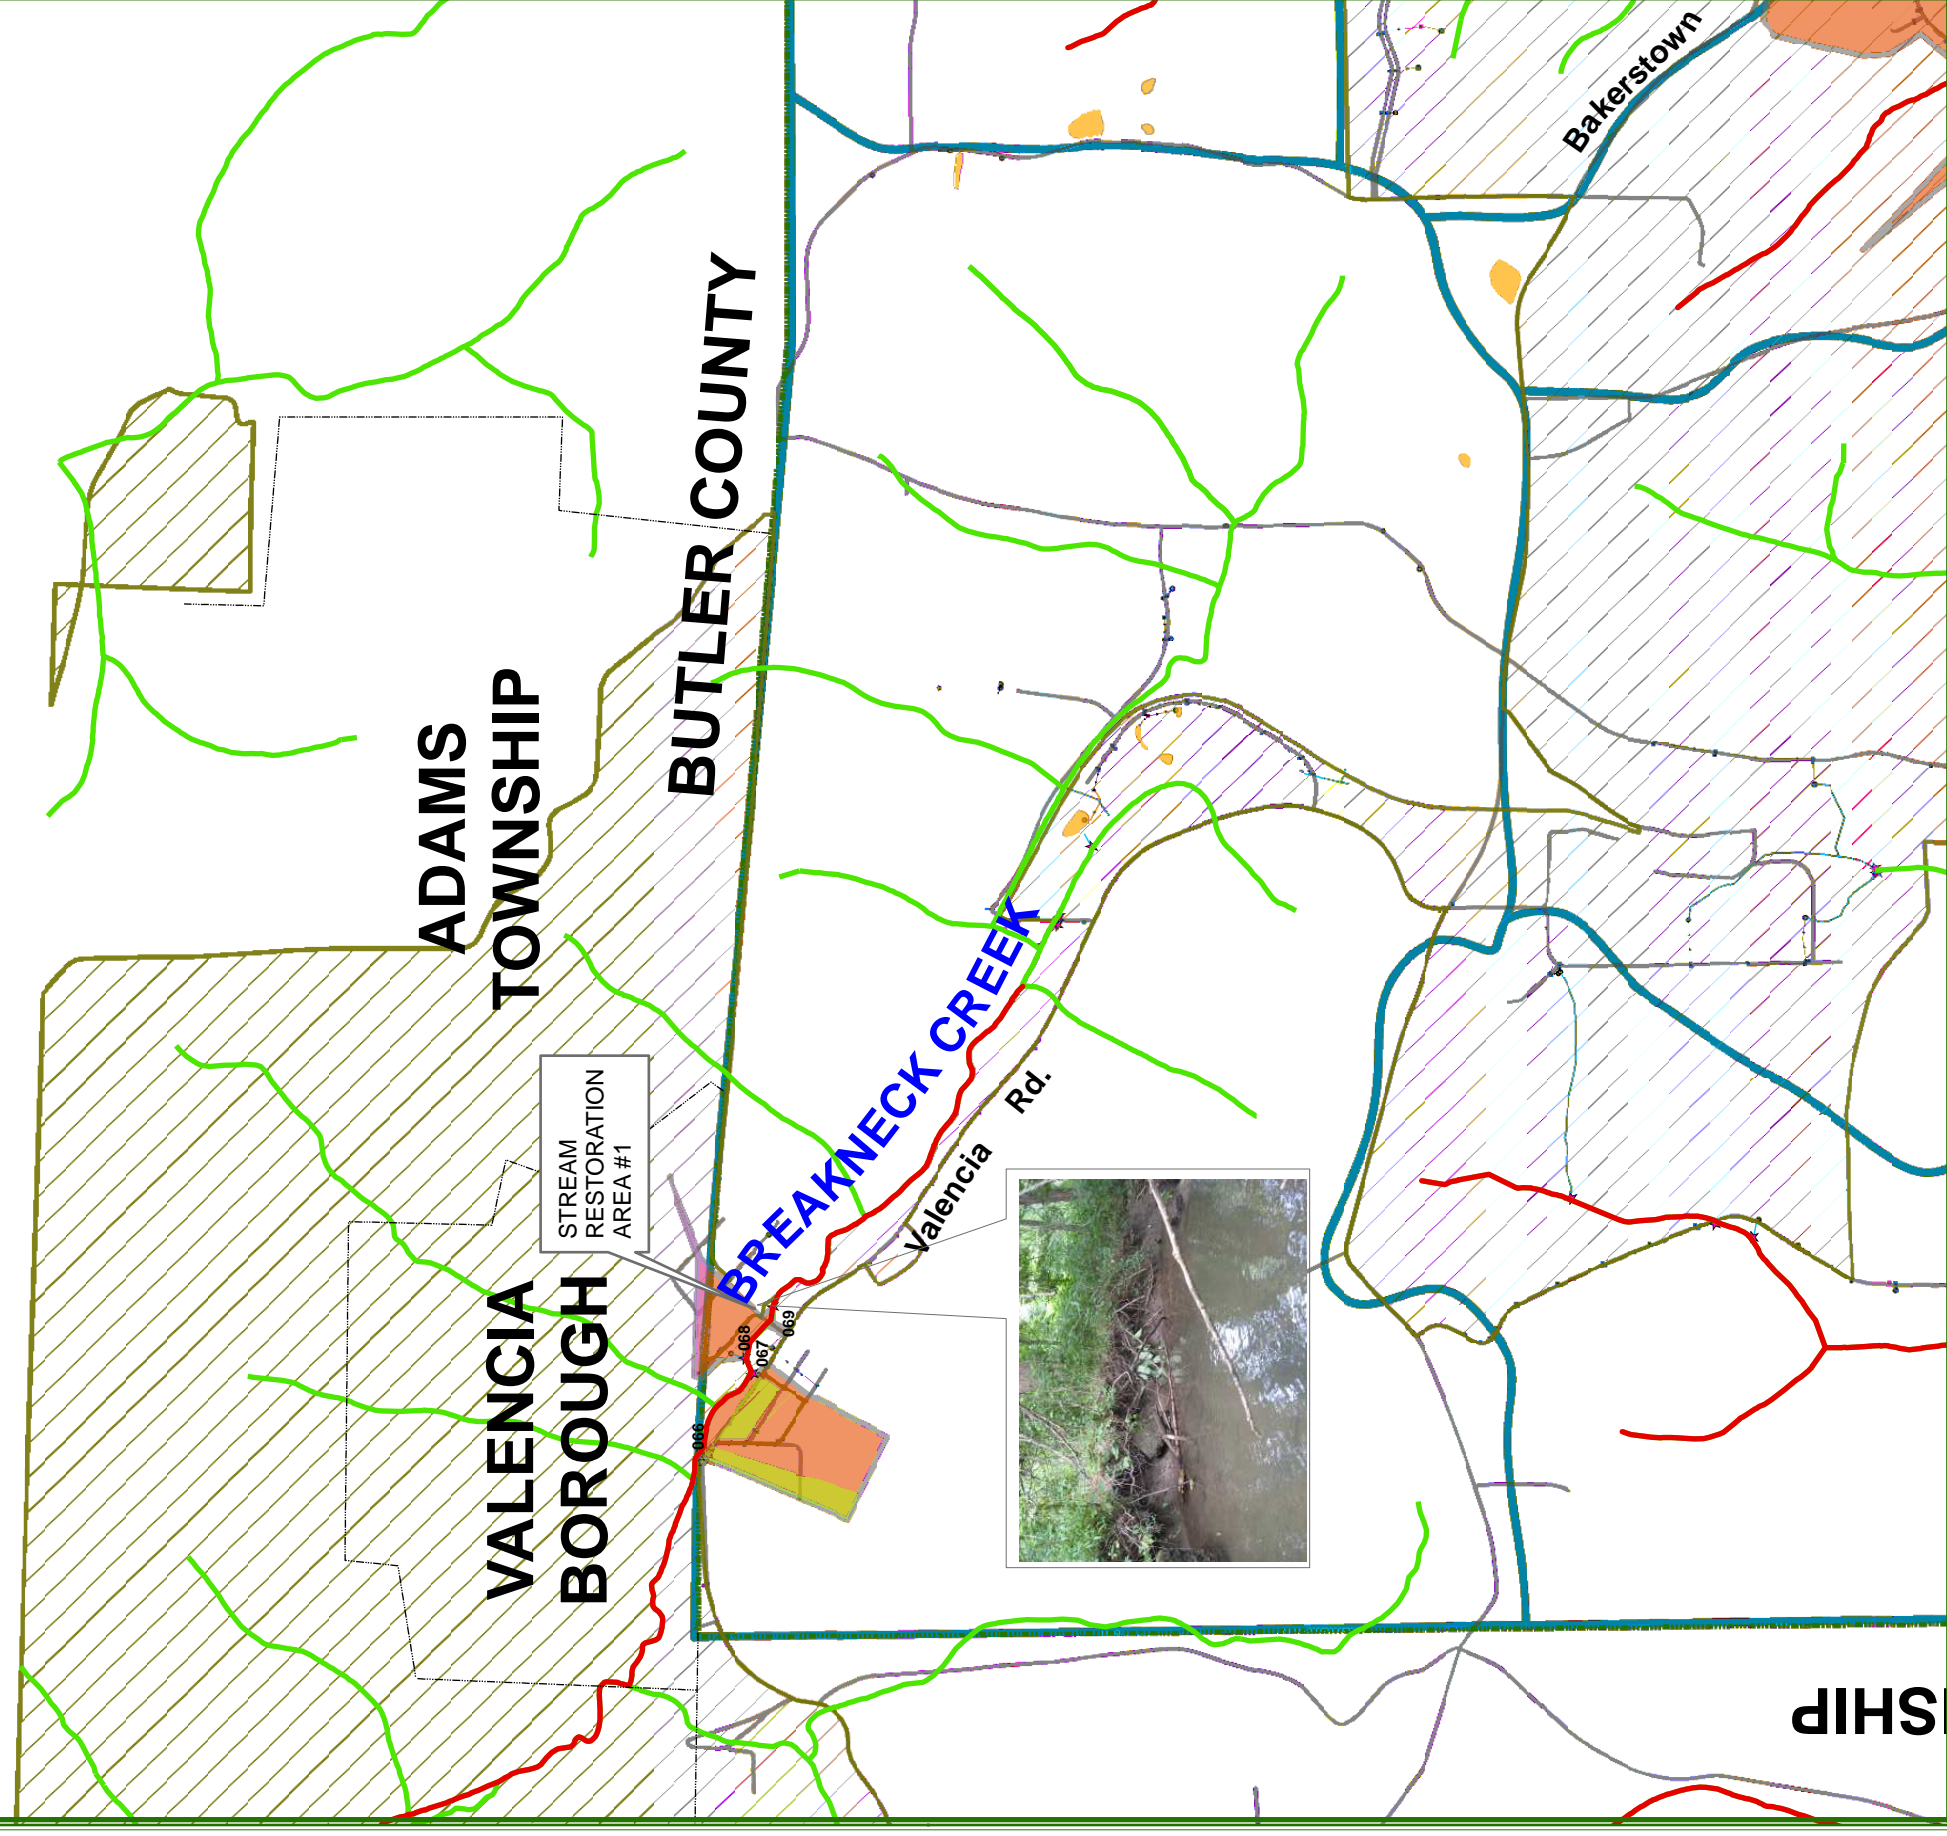 Bakerstown
BUTLER COUNTY
ADAMS
TOWNSHIP
BREAKNECK CREEK
Valencia
Rd.
STREAM
RESTORATION
AREA #1
VALENCIA
BOROUGH
066
067
068
069
SHIP